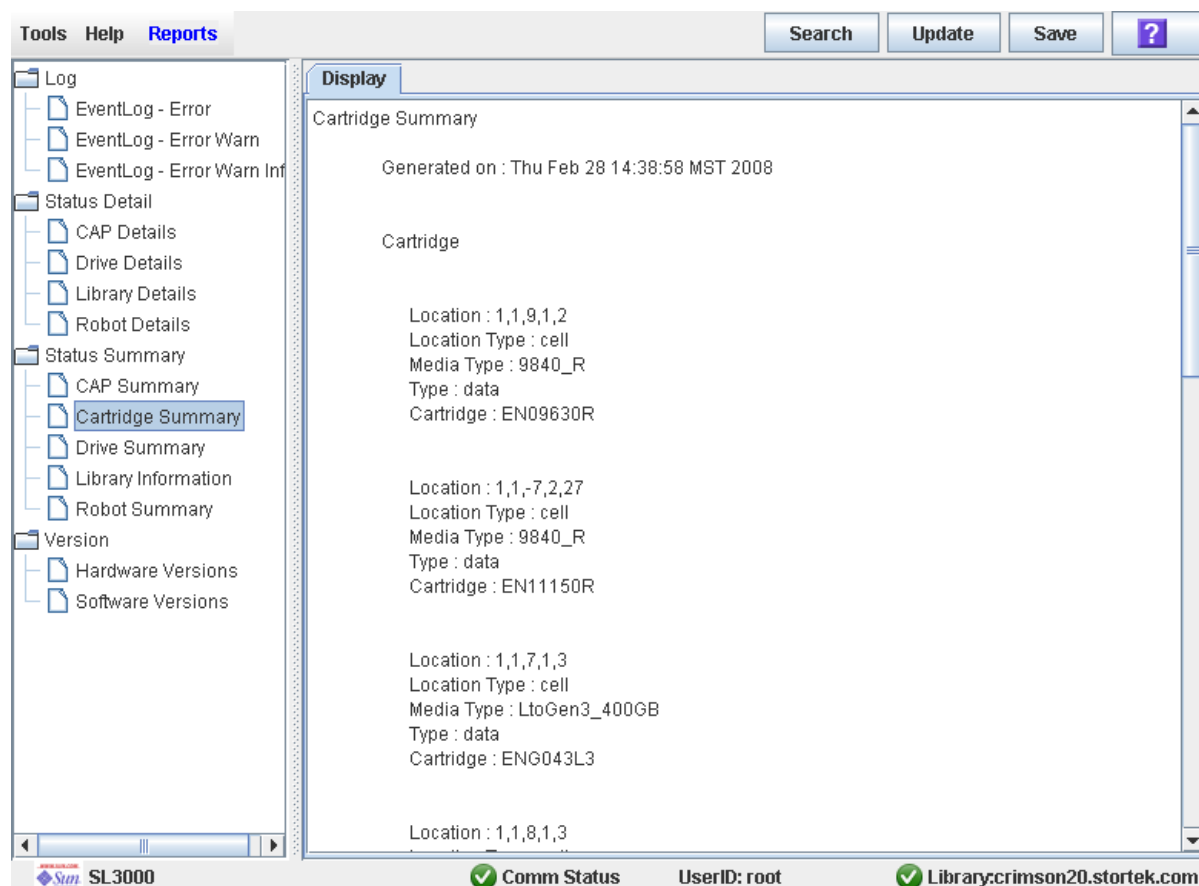 Tools Help Reports
Search Update Save ?
Log
EventLog - Error
EventLog - Error Warn
EventLog - Error Warn Inf
Status Detail
CAP Details
Drive Details
Library Details
Robot Details
Status Summary
CAP Summary
Cartridge Summary
Drive Summary
Library Information
Robot Summary
Version
Hardware Versions
Software Versions
Display
Cartridge Summary
Generated on : Thu Feb 28 14:38:58 MST 2008
Cartridge
Location : 1,1,9,1,2
Location Type : cell
Media Type : 9840_R
Type : data
Cartridge : EN09630R
Location : 1,1,-7,2,27
Location Type : cell
Media Type : 9840_R
Type : data
Cartridge : EN11150R
Location : 1,1,7,1,3
Location Type : cell
Media Type : LtoGen3_400GB
Type : data
Cartridge : ENG043L3
Location : 1,1,8,1,3
Sun SL3000 Comm Status UserID: root Library:crimson20.stortek.com